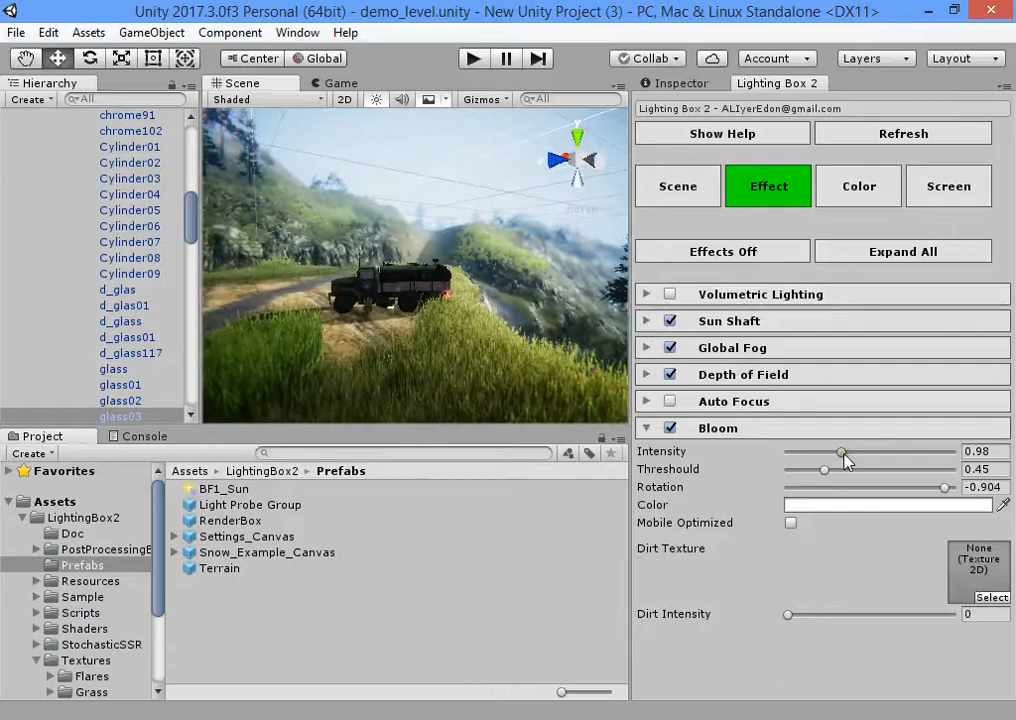 Unity 2017.3.0f3 Personal (64bit) - demo_level.unity - New Unity Project (3) - PC, Mac & Linux Standalone <DX11>
File Edit Assets GameObject Component Window Help
Center Global Collab Account Layers Layout
Hierarchy
Create All
chrome91
chrome102
Cylinder01
Cylinder02
Cylinder03
Cylinder04
Cylinder05
Cylinder06
Cylinder07
Cylinder08
Cylinder09
d_glas
d_glas01
d_glass
d_glass01
d_glass117
glass
glass01
glass02
glass03
Scene Game
Shaded 2D Gizmos All
y
Persp
Inspector Lighting Box 2
Lighting Box 2 - ALIyerEdon@gmail.com
Show Help Refresh
Scene Effect Color Screen
Effects Off Expand All
Volumetric Lighting
Sun Shaft
Global Fog
Depth of Field
Auto Focus
Bloom
Intensity 0.98
Threshould 0.45
Rotation -0.904
Color
Mobile Optimized
Dirt Texture
None
(Texture
2D)
Select
Dirt Intensity 0
Project Console
Create
Favorites
Assets
LightingBox2
Doc
PostProcessingB
Prefabs
Resources
Sample
Scripts
Shaders
StochasticSSR
Textures
Flares
Grass
Assets LightingBox2 Prefabs
BF1_Sun
Light Probe Group
RenderBox
Settings_Canvas
Snow_Example_Canvas
Terrain